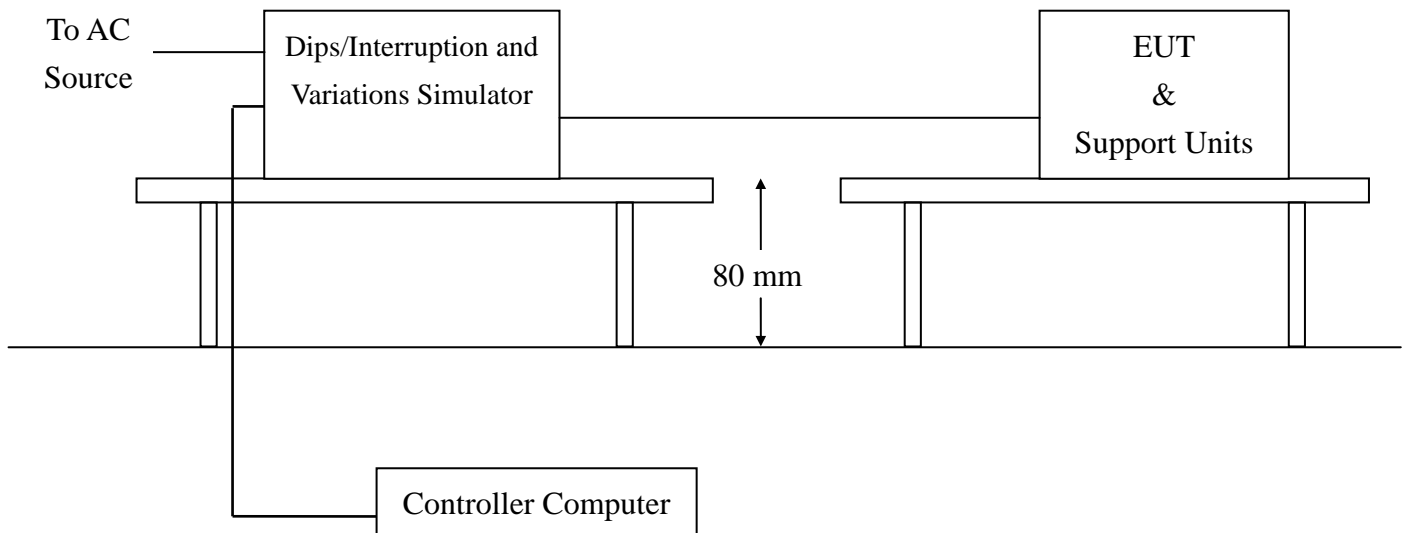 To AC
Source
Dips/Interruption and
Variations Simulator
EUT
&
Support Units
80 mm
Controller Computer